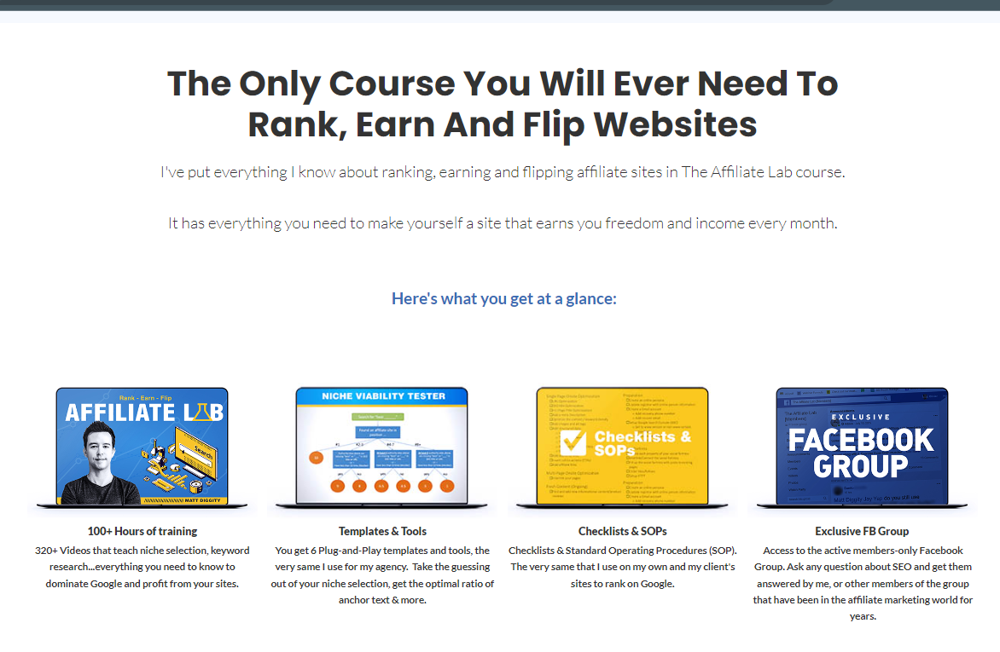 The Only Course You Will Ever Need To
Rank, Earn And Flip Websites
I've put everything I know about ranking, earning and flipping affiliate sites in The Affiliate Lab course.
It has everything you need to make yourself a site that earns you freedom and income every month.
Here's what you get at a glance:
Rank - Earn - Flip
AFFILIATE LAB
Search
MATT DIGGITY
100+ Hours of training
320+ Videos that teach niche selection, keyword
research...everything you need to know to
dominate Google and profit from your sites.
NICHE VIABILITY TESTER
Templates & Tools
You get 6 Plug-and-Play templates and tools, the
very same I use for my agency. Take the guessing
out of your niche selection, get the optimal ratio of
anchor text & more.
Checklists &
SOPs
Checklists & SOPs
Checklists & Standard Operating Procedures (SOP).
The very same that I use on my own and my client's
sites to rank on Google.
EXCLUSIVE
FACEBOOK
GROUP
Exclusive FB Group
Access to the active members-only Facebook
Group. Ask any question about SEO and get them
answered by me, or other members of the group
that have been in the affiliate marketing world for
years.